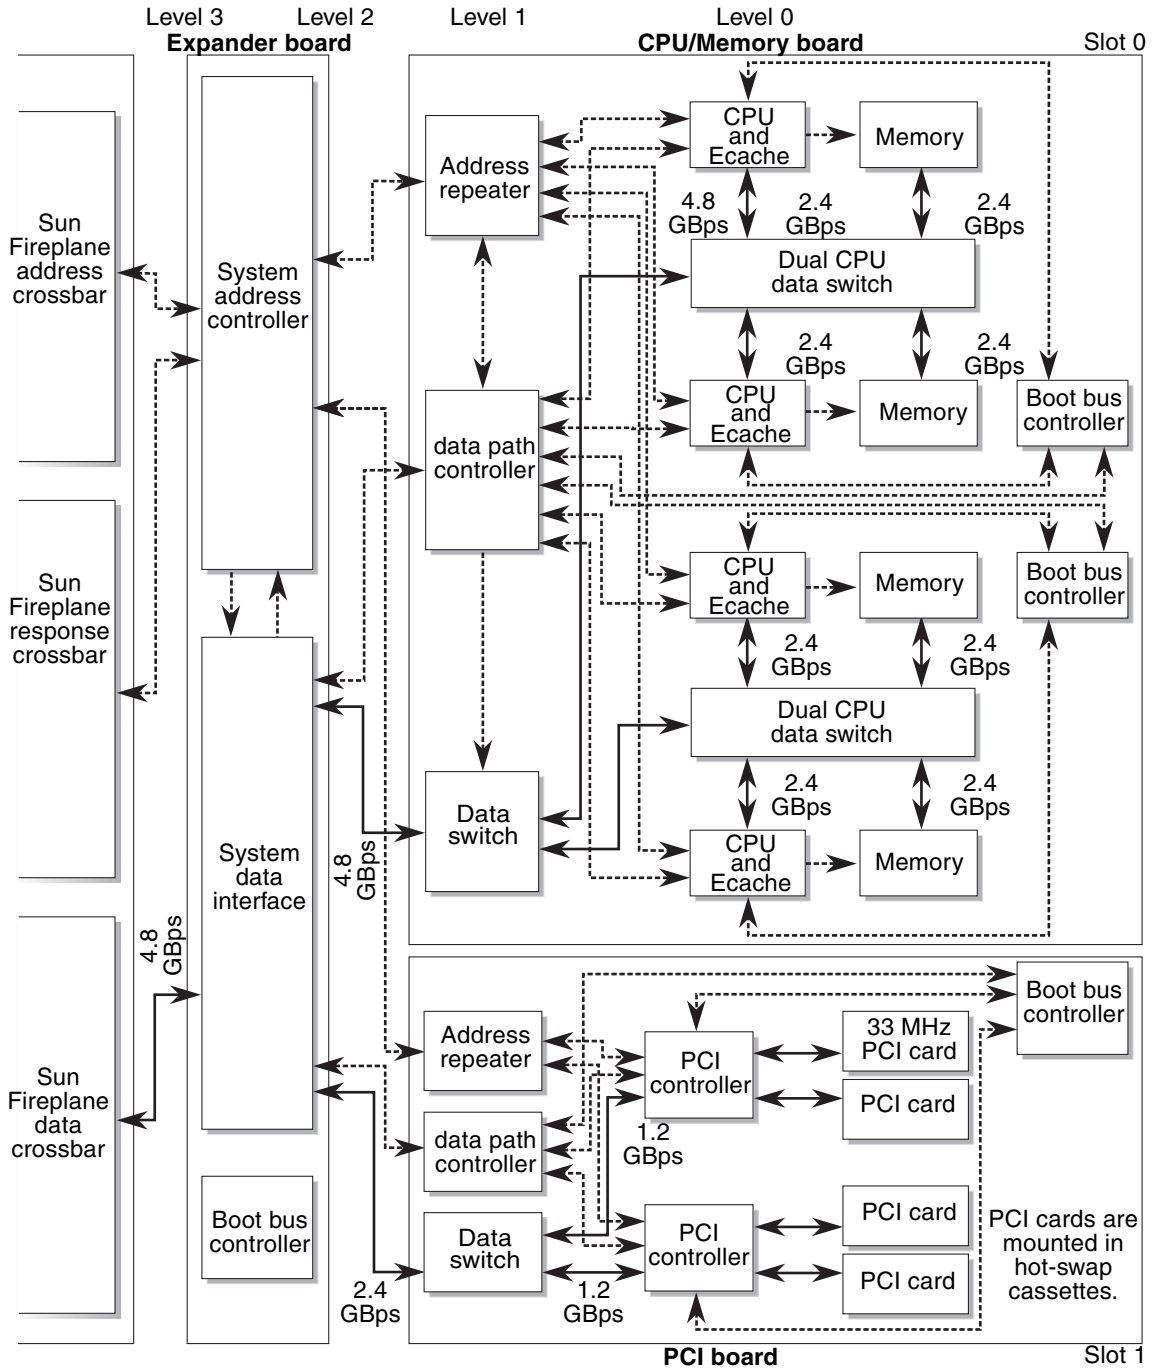 Level 3
Level 2
Level 1
Level 0
Expander board
CPU/Memory board
Slot 0
Sun
Fireplane
address
crossbar
Sun
Fireplane
response
crossbar
Sun
Fireplane
data
crossbar
4.8
GBps
System
address
controller
System
data
interface
Boot bus
controller
4.8
GBps
2.4
GBps
Address
repeater
data path
controller
Data
switch
CPU
and
Ecache
Memory
4.8
GBps
2.4
GBps
2.4
GBps
Dual CPU
data switch
2.4
GBps
2.4
GBps
CPU
and
Ecache
Memory
Boot bus
controller
CPU
and
Ecache
Memory
Boot bus
controller
2.4
GBps
2.4
GBps
Dual CPU
data switch
2.4
GBps
2.4
GBps
CPU
and
Ecache
Memory
Address
repeater
data path
controller
Data
switch
1.2
GBps
1.2
GBps
PCI
controller
33 MHz
PCI card
PCI card
Boot bus
controller
PCI
controller
PCI card
PCI card
PCI cards are
mounted in
hot-swap
cassettes.
PCI board
Slot 1